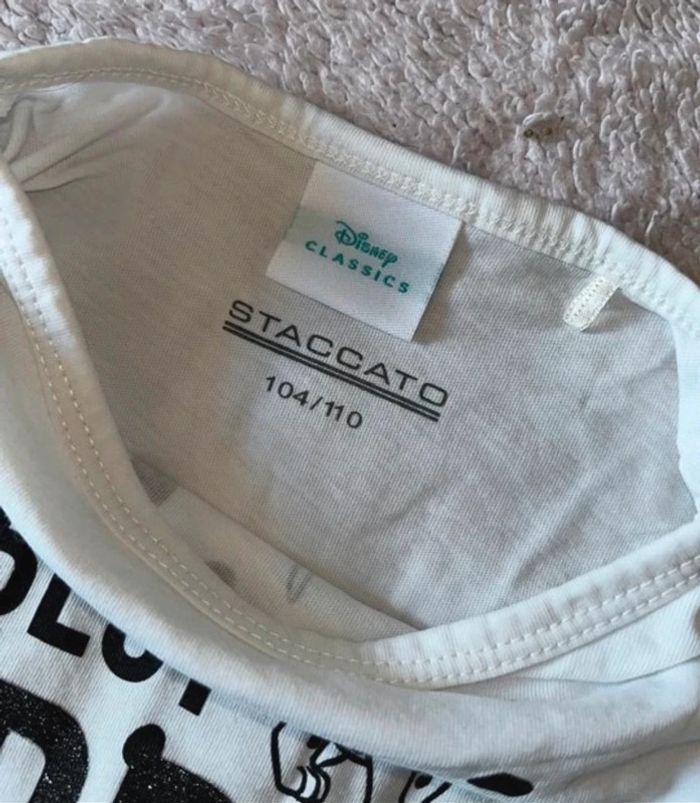 Disney
CLASSICS
STACCATO
104/110